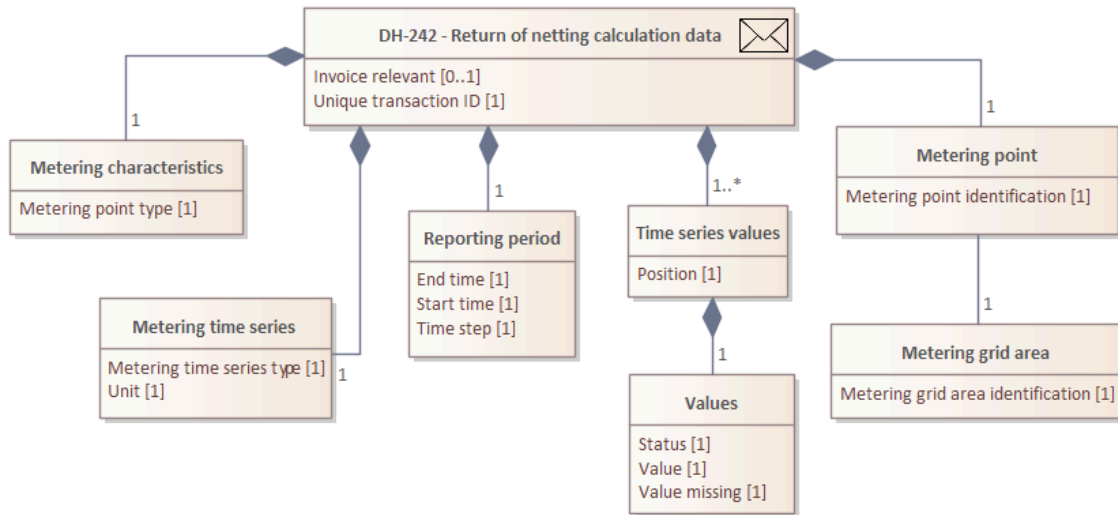 DH-242 - Return of netting calculation data
Invoice relevant [0..1]
Unique transaction ID [1]
1
Metering characteristics
Metering point type [1]
1
Metering time series
Metering time series type [1]
Unit [1]
1
Reporting period
End time [1]
Start time [1]
Time step [1]
1..*
Time series values
Position [1]
1
Values
Status [1]
Value [1]
Value missing [1]
1
Metering point
Metering point identification [1]
1
Metering grid area
Metering grid area identification [1]